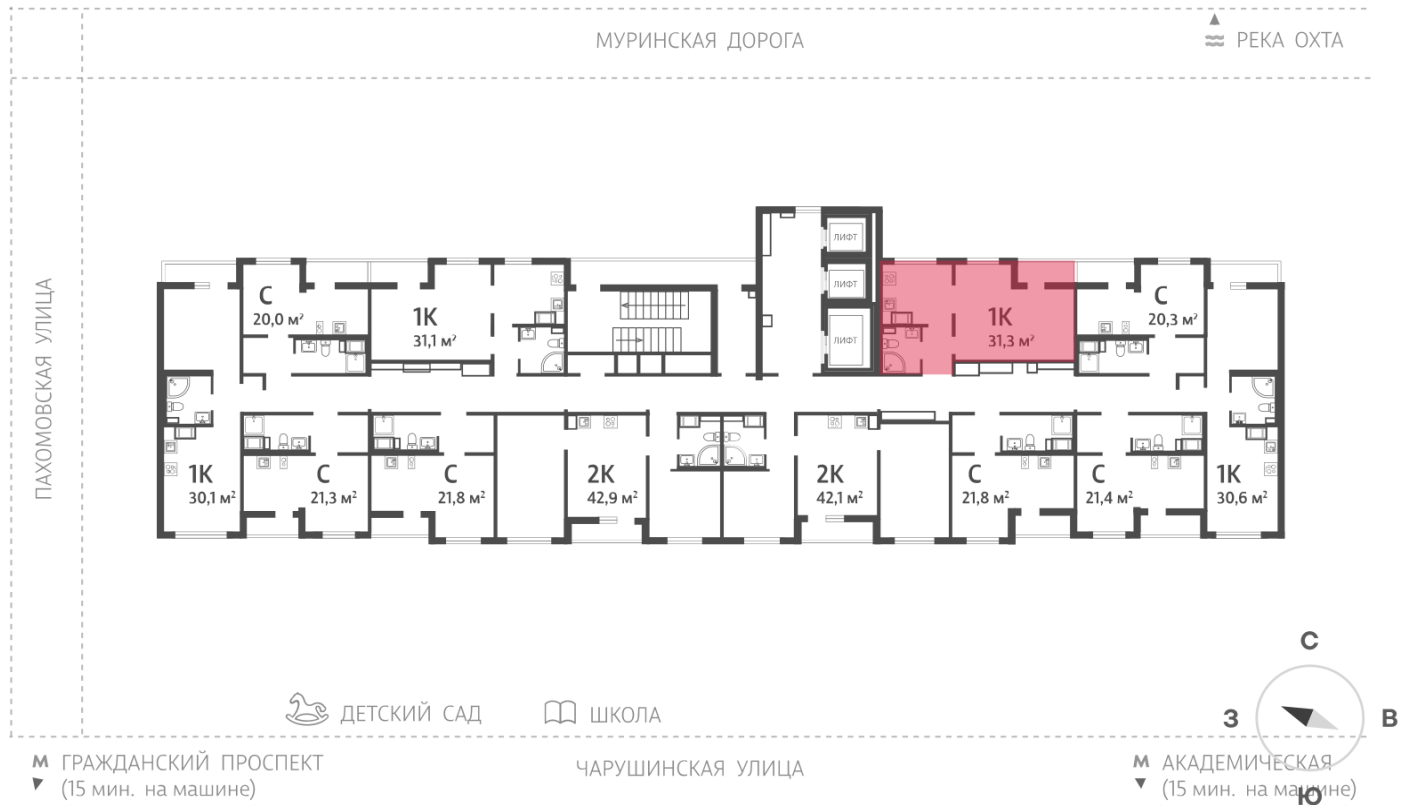 МУРИНСКАЯ ДОРОГА
РЕКА ОХТА
ПАХОМОВСКАЯ УЛИЦА
ЛИФТ
ЛИФТ
ЛИФТ
С
20,0 м²
1К
31,1 м²
1К
31,3 м²
С
20,3 м²
1К
30,1 м²
С
21,3 м²
С
21,8 м²
2К
42,9 м²
2К
42,1 м²
С
21,8 м²
С
21,4 м²
1К
30,6 м²
ДЕТСКИЙ САД
ШКОЛА
С
З
В
Ю
М ГРАЖДАНСКИЙ ПРОСПЕКТ
(15 мин. на машине)
ЧАРУШИНСКАЯ УЛИЦА
М АКАДЕМИЧЕСКАЯ
(15 мин. на машине)